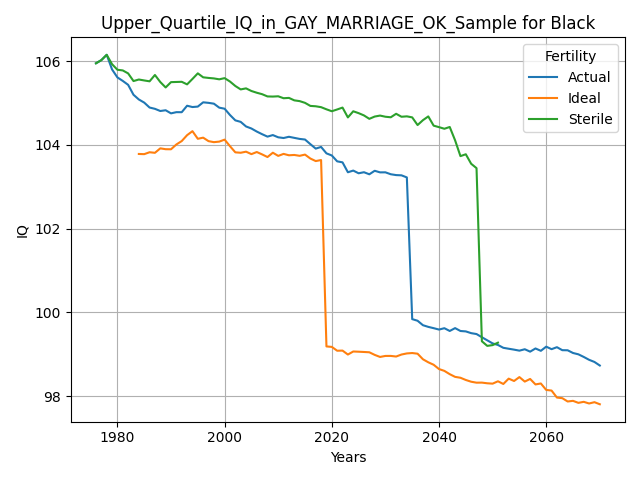 Upper_Quartile_IQ_in_GAY_MARRIAGE_OK_Sample for Black
Fertility
Actual
Ideal
Sterile
IQ
106
104
102
100
98
1980
2000
2020
2040
2060
Years